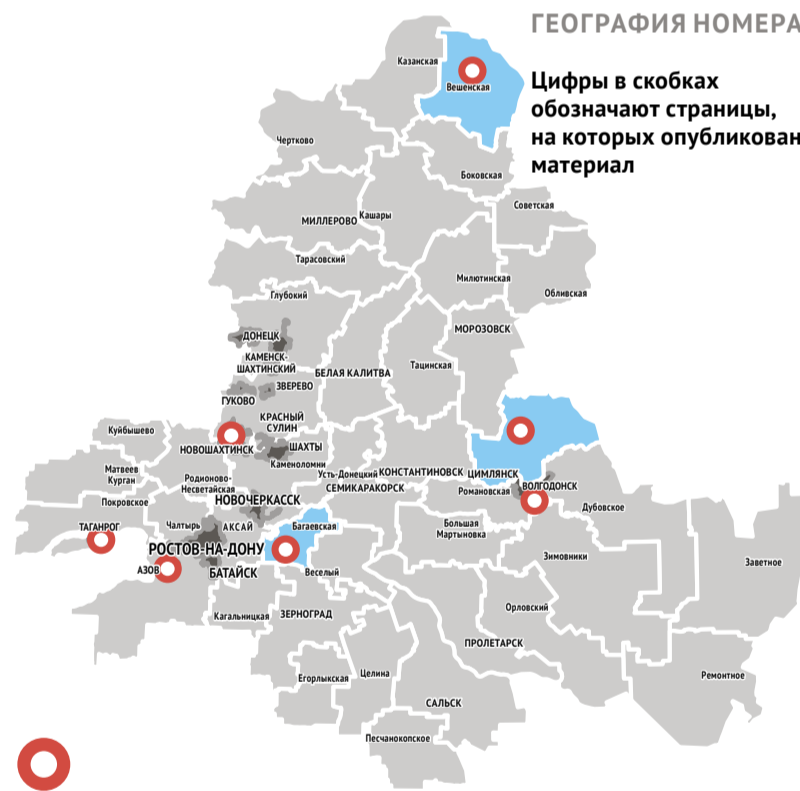 ГЕОГРАФИЯ НОМЕРА
Цифры в скобках
обозначают страницы,
на которых опубликован
материал
Казанская
Вешенская
Чертково
Боковская
Советская
МИЛЛЕРОВО
Кашары
Тарасовский
Милютинская
Обливская
Глубокий
МОРОЗОВСК
ДОНЕЦК
КАМЕНСК-
ШАХТИНСКИЙ
БЕЛАЯ КАЛИТВА
Тацинская
ЗВЕРЕВО
ГУКОВО
КРАСНЫЙ
СУЛИН
Куйбышево
НОВОШАХТИНСК
ШАХТЫ
Каменоломни
Матвеев
Курган
Родионово-
Несветайская
Усть-Донецкий
КОНСТАНТИНОВСК
ЦИМЛЯНСК
СЕМИКАРАКОРСК
Романовская
ВОЛГОДОНСК
Покровское
НОВОЧЕРКАССК
Дубовское
ТАГАНРОГ
Чалтырь
АКСАЙ
Багаевская
Большая
Мартыновка
РОСТОВ-НА-ДОНУ
Зимовники
Заветное
АЗОВ
БАТАЙСК
Веселый
Кагальницкая
ЗЕРНОГРАД
Орловский
ПРОЛЕТАРСК
Егорлыкская
Целина
Ремонтное
САЛЬСК
Песчанокопское